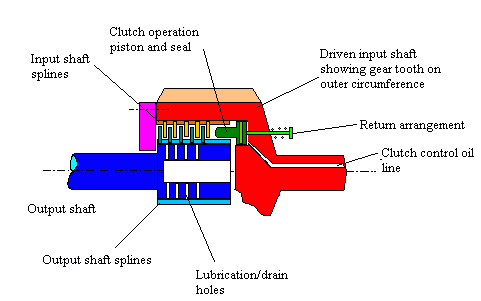 Clutch operation
piston and seal
Input shaft
splines
Driven input shaft
showing gear tooth on
outer circumference
Return arrangement
Clutch control oil
line
Output shaft
Output shaft splines
Lubrication/drain
holes